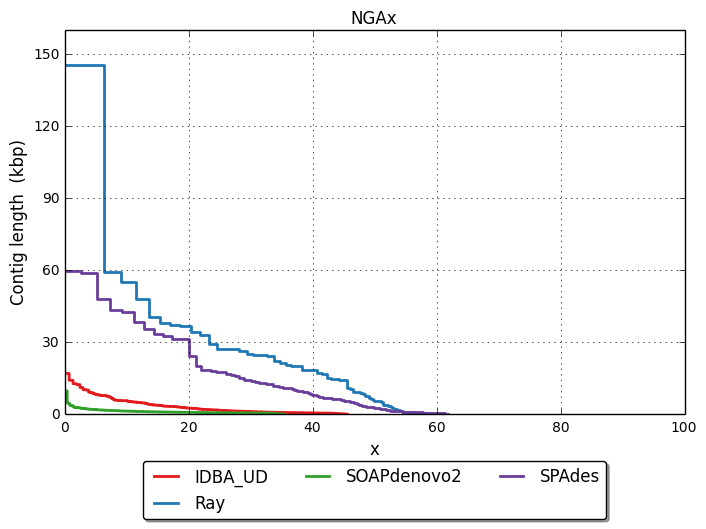 NGAx
Contig length (kbp)
150
120
90
60
30
0
0 20 40 60 80 100
x
IDBA_UD SOAPdenovo2 SPAdes
Ray